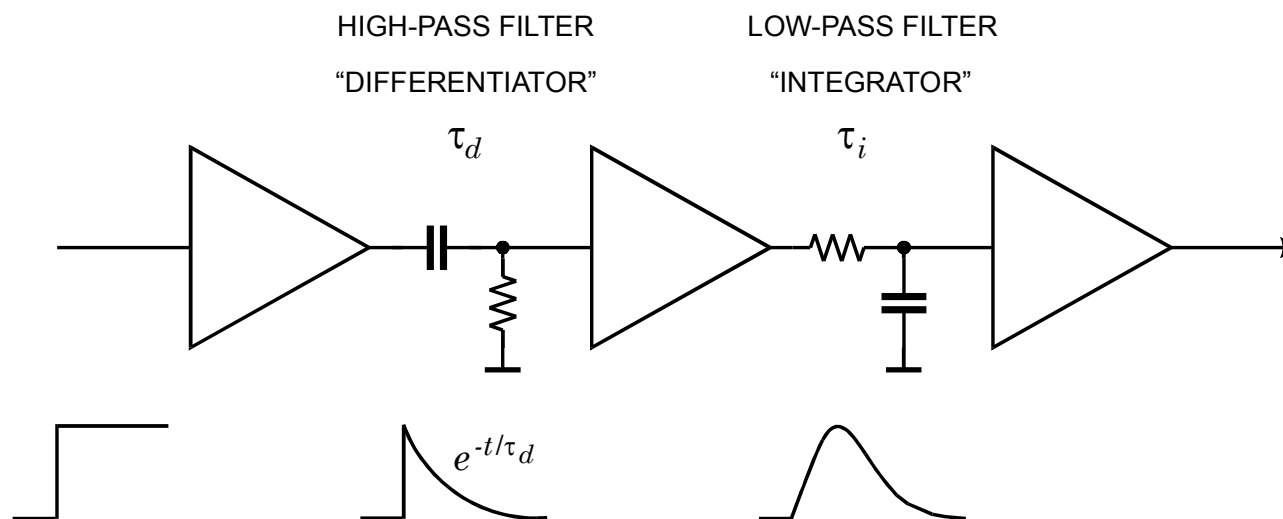 HIGH-PASS FILTER
“DIFFERENTIATOR”
τd
LOW-PASS FILTER
“INTEGRATOR”
τi
e-t/τd